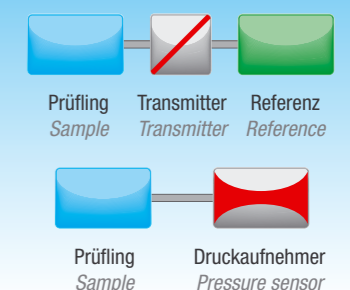 Prüfling Transmitter Referenz
Sample Transmitter Reference
Prüfling Druckaufnehmer
Sample Pressure sensor